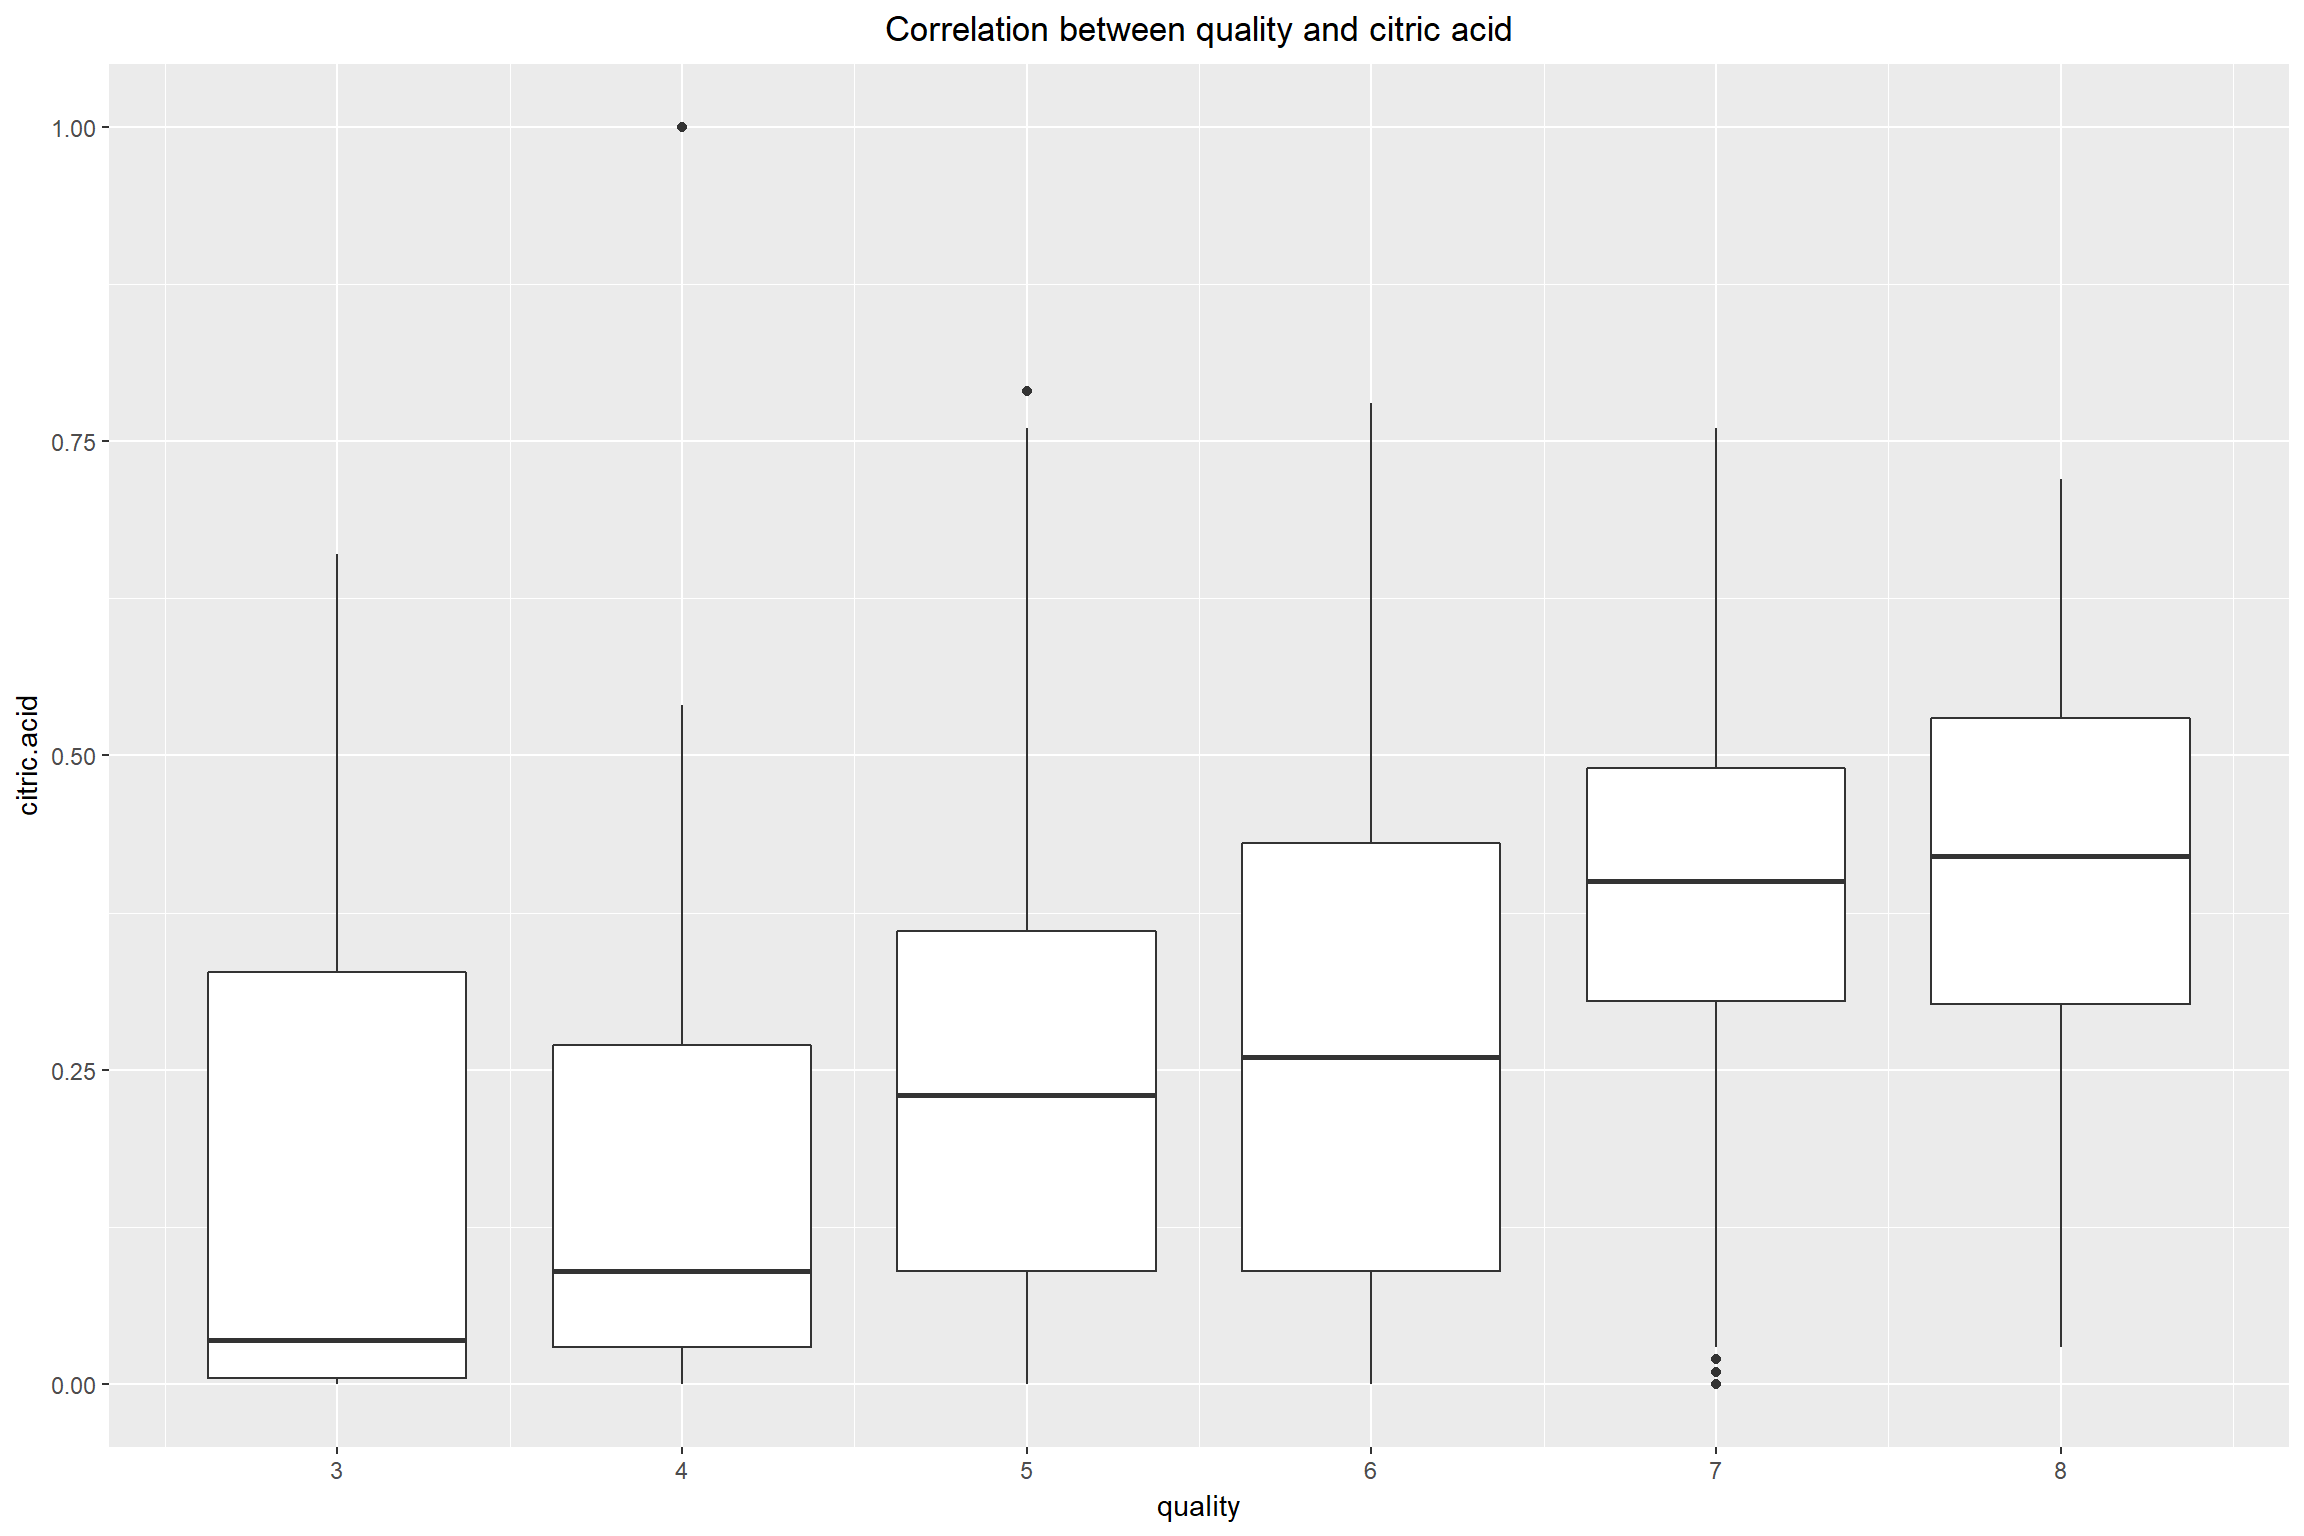 Correlation between quality and citric acid
citric.acid
1.00
0.75
0.50
0.25
0.00
3 4 5 6 7 8
quality